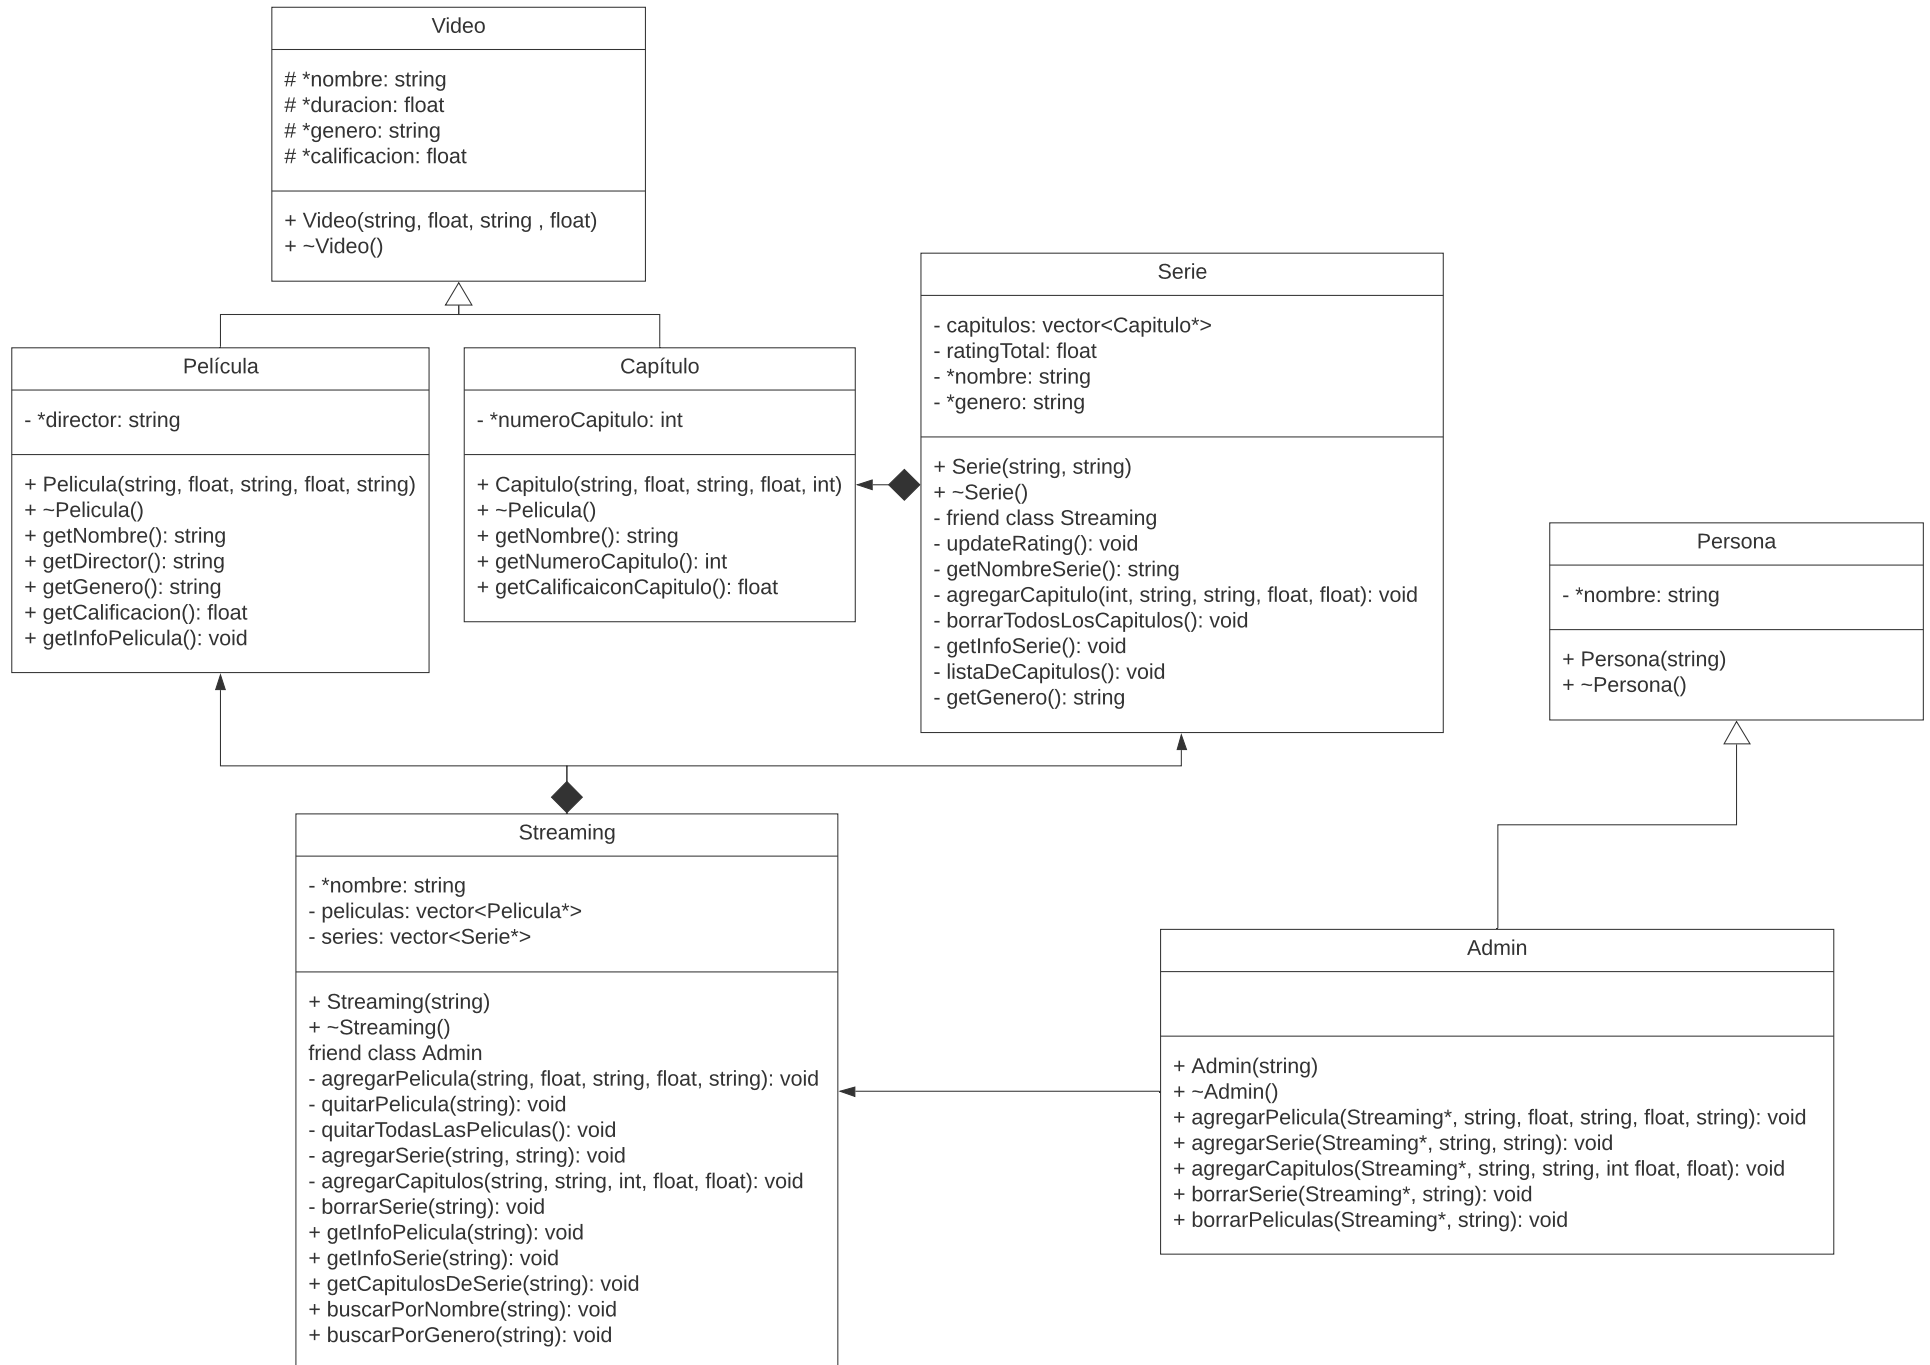 Video
# *nombre: string
# *duracion: float
# *genero: string
# *calificacion: float
+ Video(string, float, string , float)
+ ~Video()
Película
- *director: string
+ Pelicula(string, float, string, float, string)
+ ~Pelicula()
+ getNombre(): string
+ getDirector(): string
+ getGenero(): string
+ getCalificacion(): float
+ getInfoPelicula(): void
Capítulo
- *numeroCapitulo: int
+ Capitulo(string, float, string, float, int)
+ ~Pelicula()
+ getNombre(): string
+ getNumeroCapitulo(): int
+ getCalificaiconCapitulo(): float
Serie
- capitulos: vector<Capitulo*>
- ratingTotal: float
- *nombre: string
- *genero: string
+ Serie(string, string)
+ ~Serie()
- friend class Streaming
- updateRating(): void
- getNombreSerie(): string
- agregarCapitulo(int, string, string, float, float): void
- borrarTodosLosCapitulos(): void
- getInfoSerie(): void
- listaDeCapitulos(): void
- getGenero(): string
Persona
- *nombre: string
+ Persona(string)
+ ~Persona()
Streaming
- *nombre: string
- peliculas: vector<Pelicula*>
- series: vector<Serie*>
+ Streaming(string)
+ ~Streaming()
friend class Admin
- agregarPelicula(string, float, string, float, string): void
- quitarPelicula(string): void
- quitarTodasLasPeliculas(): void
- agregarSerie(string, string): void
- agregarCapitulos(string, string, int, float, float): void
- borrarSerie(string): void
+ getInfoPelicula(string): void
+ getInfoSerie(string): void
+ getCapitulosDeSerie(string): void
+ buscarPorNombre(string): void
+ buscarPorGenero(string): void
Admin
+ Admin(string)
+ ~Admin()
+ agregarPelicula(Streaming*, string, float, string, float, string): void
+ agregarSerie(Streaming*, string, string): void
+ agregarCapitulos(Streaming*, string, string, int float, float): void
+ borrarSerie(Streaming*, string): void
+ borrarPeliculas(Streaming*, string): void